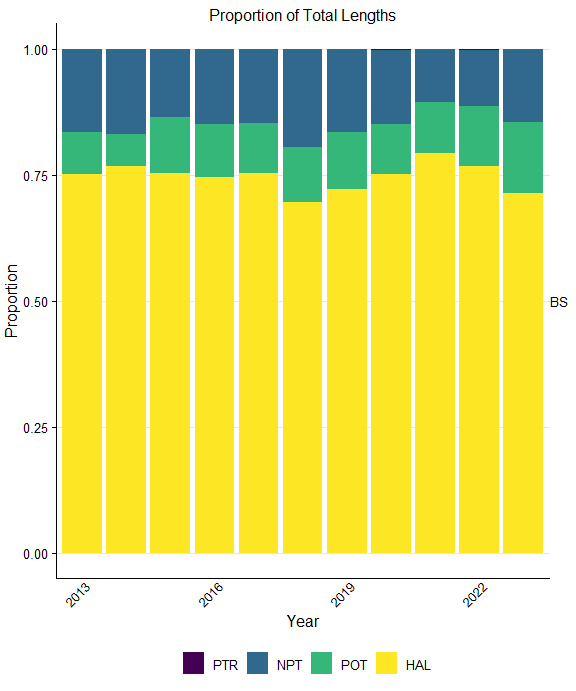 Proportion of Total Lengths
1.00
0.75
0.50
0.25
0.00
Proportion
BS
2013
2016
2019
2022
Year
PTR NPT POT HAL